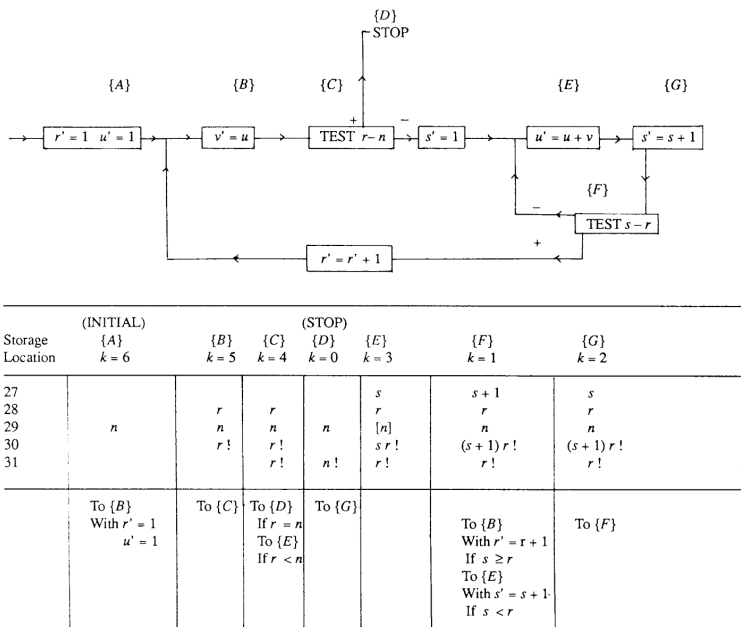 {D}
STOP
{A} {B} {C} {E} {G}
+ −
r' = 1 u' = 1 v' = u TEST r− n s' = 1 u' = u + v s' = s + 1
{F}
−
TEST s − r
+
r' = r' + 1
(INITIAL) (STOP)
Storage {A} {B} {C} {D} {E} {F} {G}
Location k = 6 k = 5 k = 4 k = 0 k = 3 k = 1 k = 2
27 s s + 1 s
28 r r r r r
29 n n n n [n] n n
30 r ! r ! s r ! (s + 1) r ! (s + 1) r !
31 r ! n ! r ! r ! r !
To {B} To {C} To {D} To {G}
With r' = 1 If r = n To {B} To {F}
u' = 1 To {E} With r' = r + 1
If r < n If s ≥ r
To {E}
With s' = s + 1
If s < r